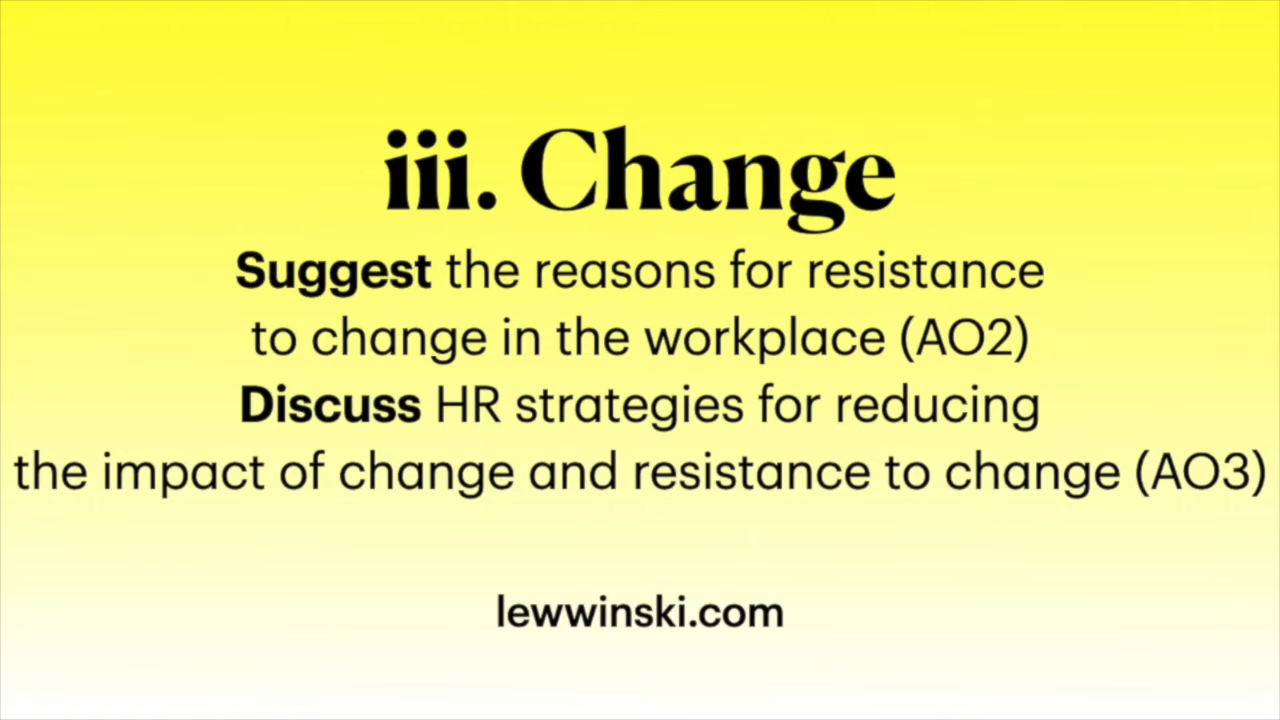 iii. Change
Suggest the reasons for resistance
to change in the workplace (AO2)
Discuss HR strategies for reducing
the impact of change and resistance to change (AO3)
lewwinski.com